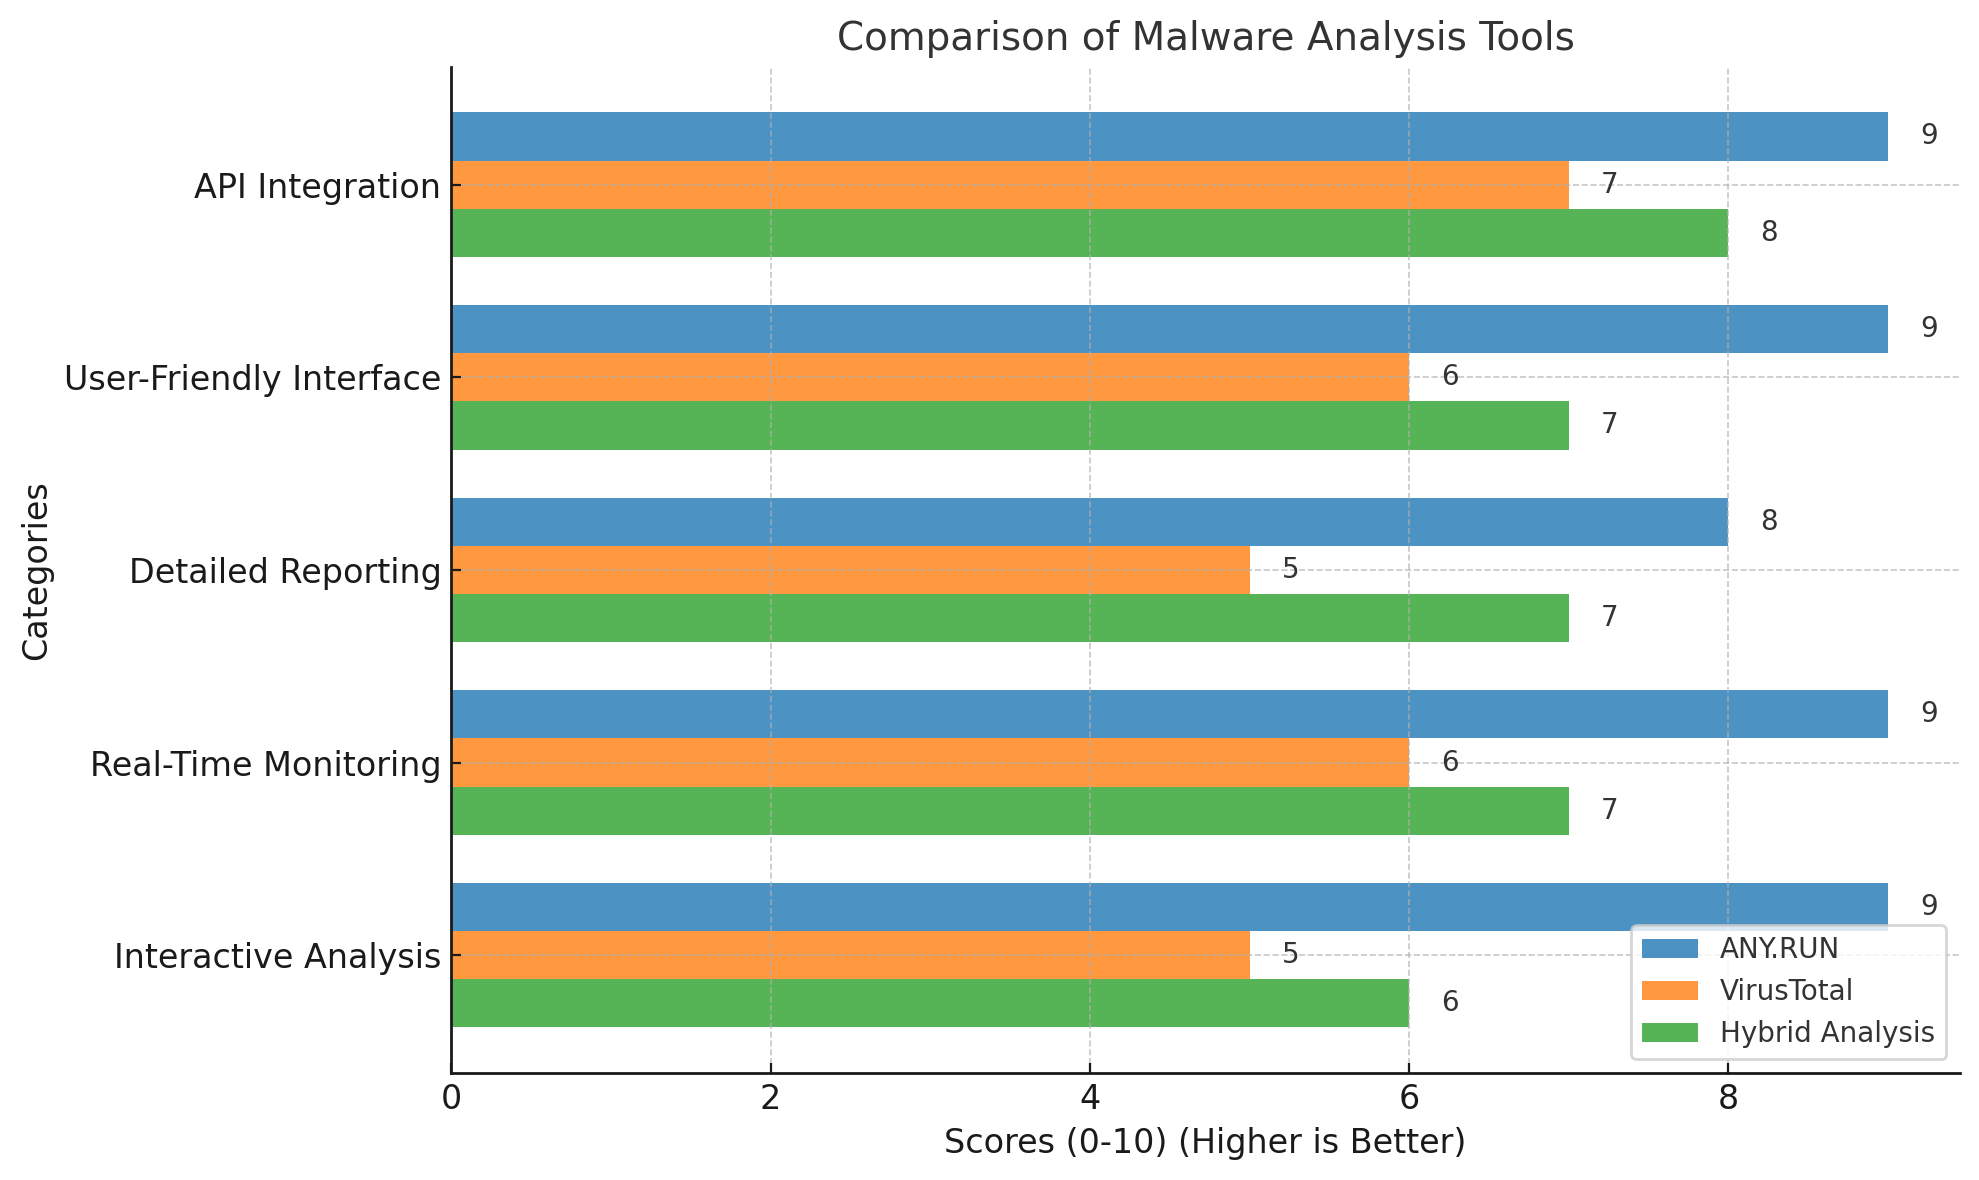 Comparison of Malware Analysis Tools
Categories
API Integration
9
7
8
User-Friendly Interface
9
6
7
Detailed Reporting
8
5
7
Real-Time Monitoring
9
6
7
Interactive Analysis
9
5
6
ANY.RUN
VirusTotal
Hybrid Analysis
0 2 4 6 8
Scores (0-10) (Higher is Better)